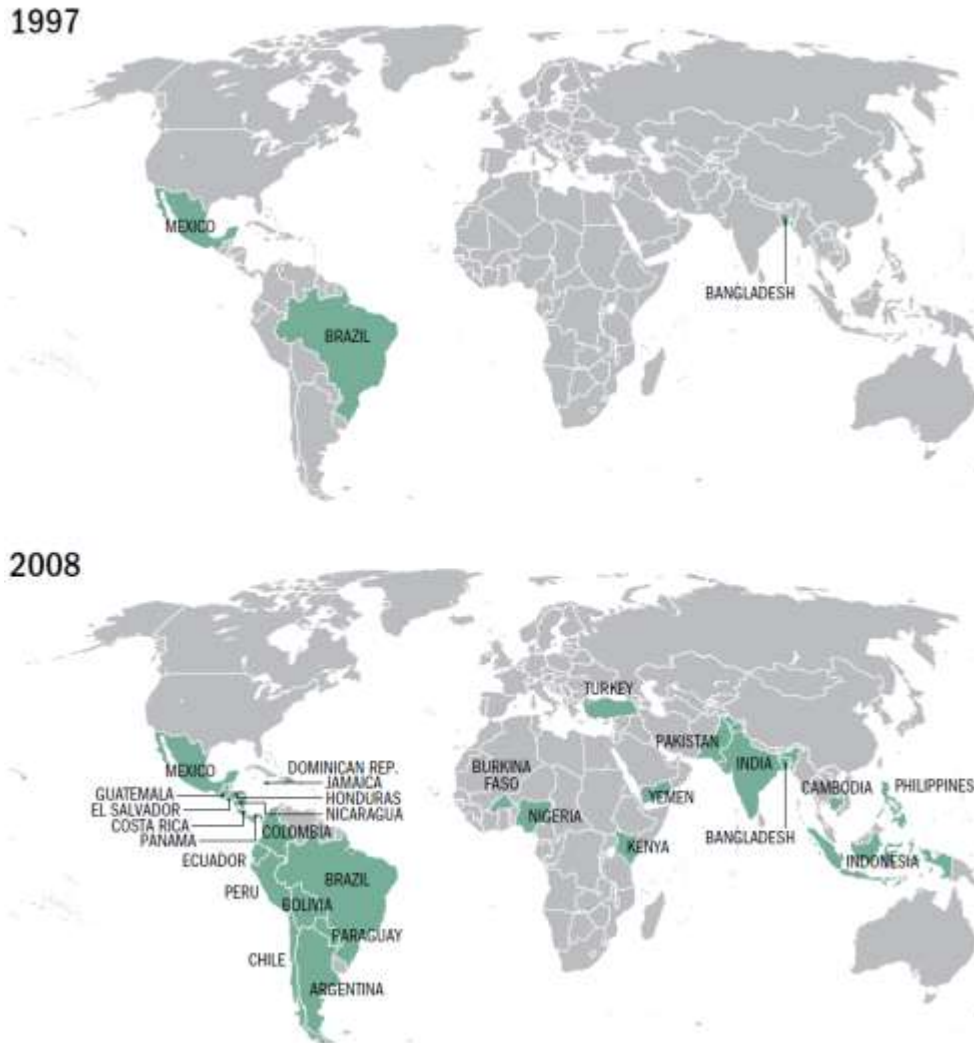 1997
MEXICO
BANGLADESH
BRAZIL
2008
TURKEY
PAKISTAN
INDIA
MEXICO
DOMINICAN REP.
JAMAICA
BURKINA
FASO
CAMBODIA
PHILIPPINES
GUATEMALA
HONDURAS
YEMEN
EL SALVADOR
NICARAGUA
NIGERIA
COSTA RICA
COLOMBIA
BANGLADESH
PANAMA
KENYA
ECUADOR
INDONESIA
BRAZIL
PERU
BOLIVIA
PARAGUAY
CHILE
ARGENTINA